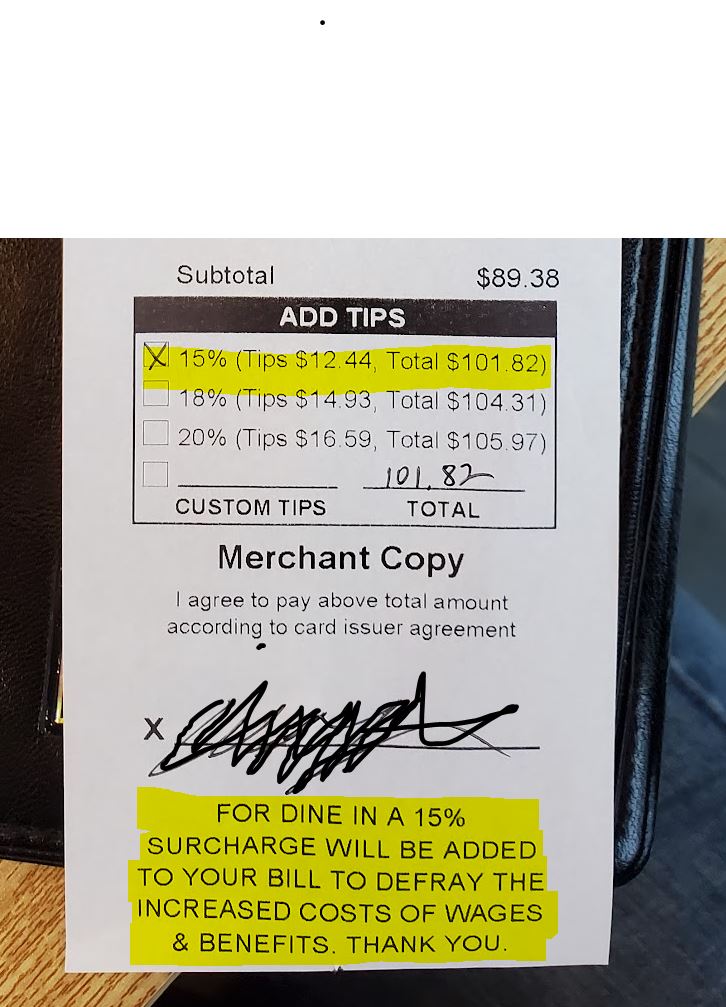 Subtotal $89.38
ADD TIPS
X 15% (Tips $12.44, Total $101.82)
18% (Tips $14.93, Total $104.31)
20% (Tips $16.59, Total $105.97)
101.82
CUSTOM TIPS TOTAL
Merchant Copy
I agree to pay above total amount
according to card issuer agreement
X
FOR DINE IN A 15%
SURCHARGE WILL BE ADDED
TO YOUR BILL TO DEFRAY THE
INCREASED COSTS OF WAGES
& BENEFITS. THANK YOU.